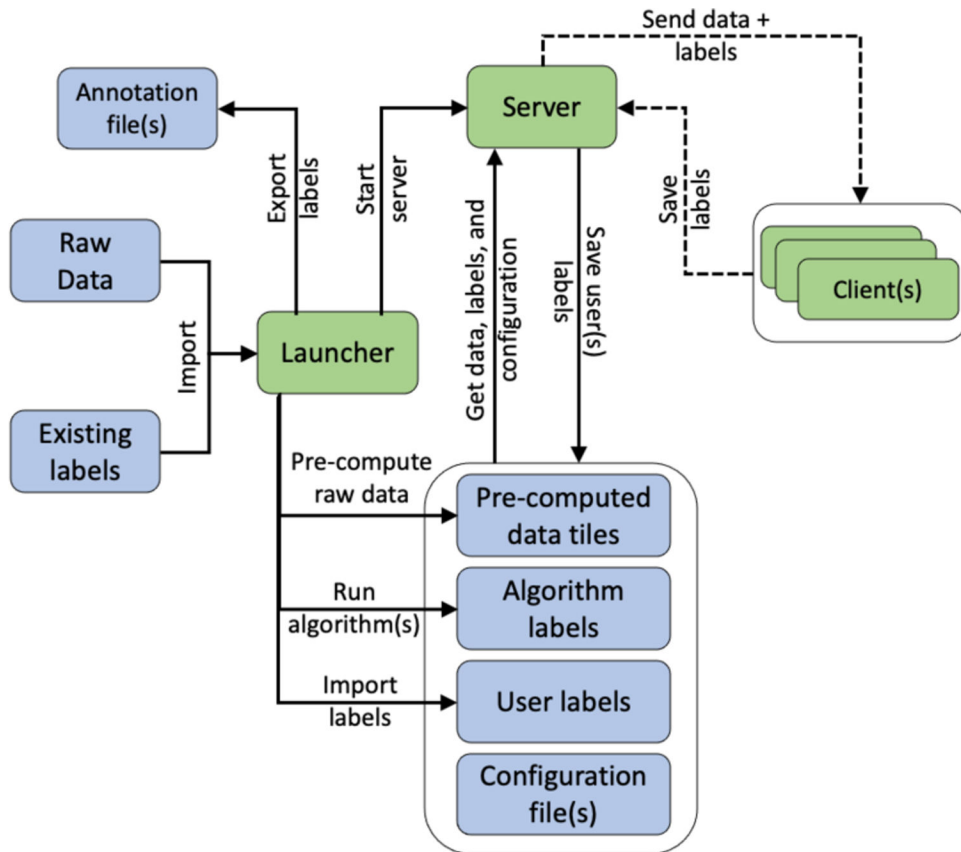 Send data +
labels
Annotation
file(s)
Server
Export
labels
Start
server
Save
labels
Raw
Data
Get data, labels, and
configuration
Save user(s)
labels
Client(s)
Import
Launcher
Existing
labels
Pre-compute
raw data
Pre-computed
data tiles
Run
algorithm(s)
Algorithm
labels
Import
labels
User labels
Configuration
file(s)